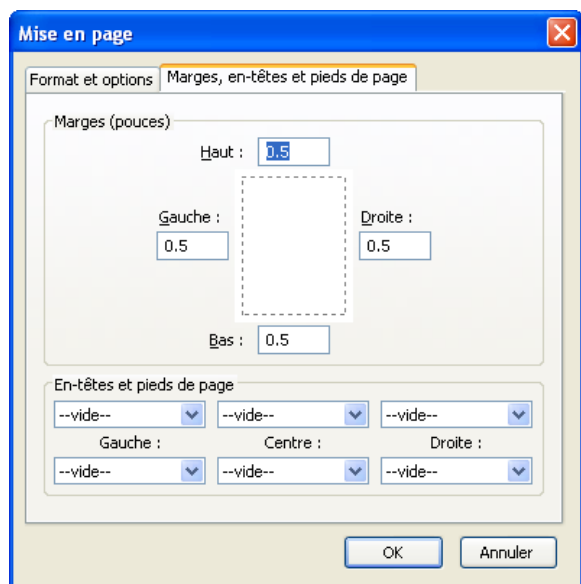 Mise en page
Format et options Marges, en-têtes et pieds de page
Marges (pouces)
Haut : 0.5
Gauche : Droite :
0.5 0.5
Bas : 0.5
En-têtes et pieds de page
--vide-- --vide-- --vide--
Gauche : Centre : Droite :
--vide-- --vide-- --vide--
OK Annuler